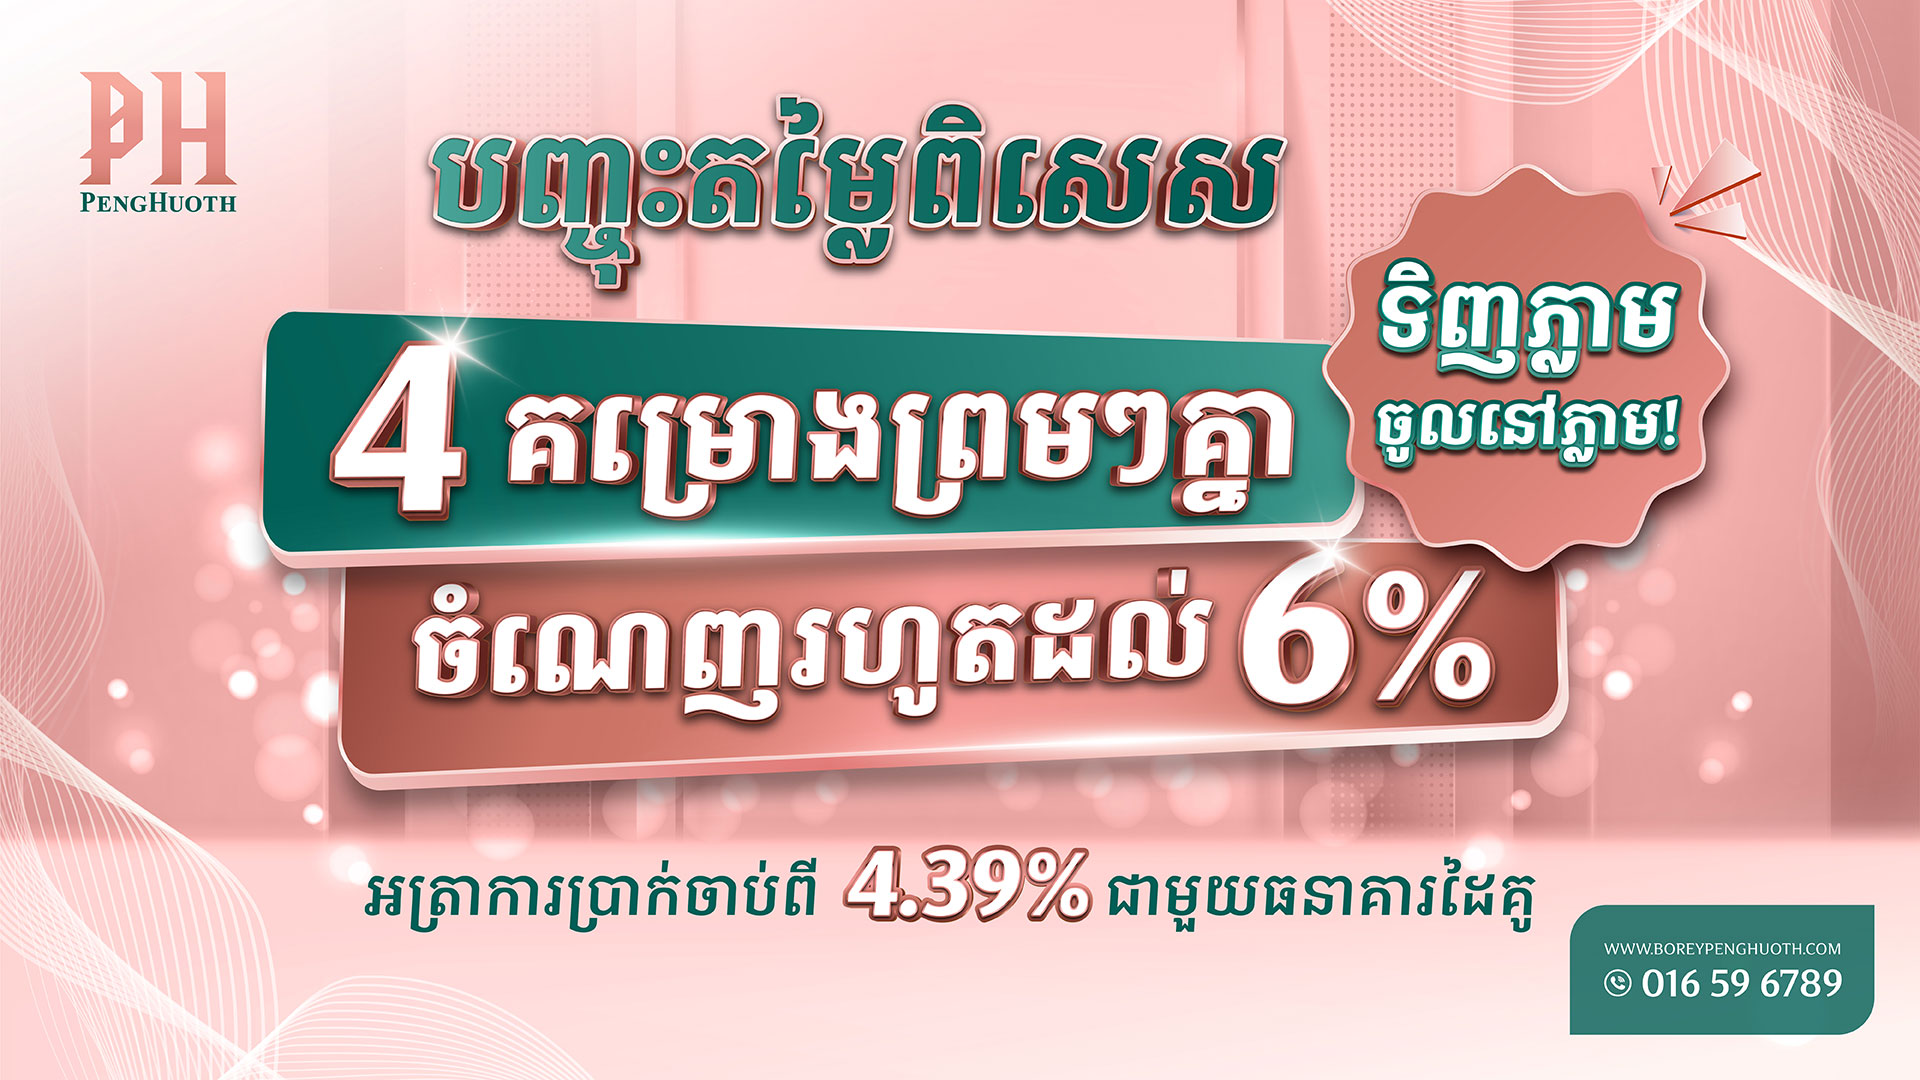 PH
PENGHUOTH
បញ្ចុះតម្លៃពិសេស
ទិញភ្លាម
ចូលនៅភ្លាម!
4 គម្រោងព្រមៗគ្នា
ចំណេញរហូតដល់ 6%
អត្រាការប្រាក់ចាប់ពី 4.39% ជាមួយធនាគារដៃគូ
WWW.BOREYPENGHUOTH.COM
016 59 6789